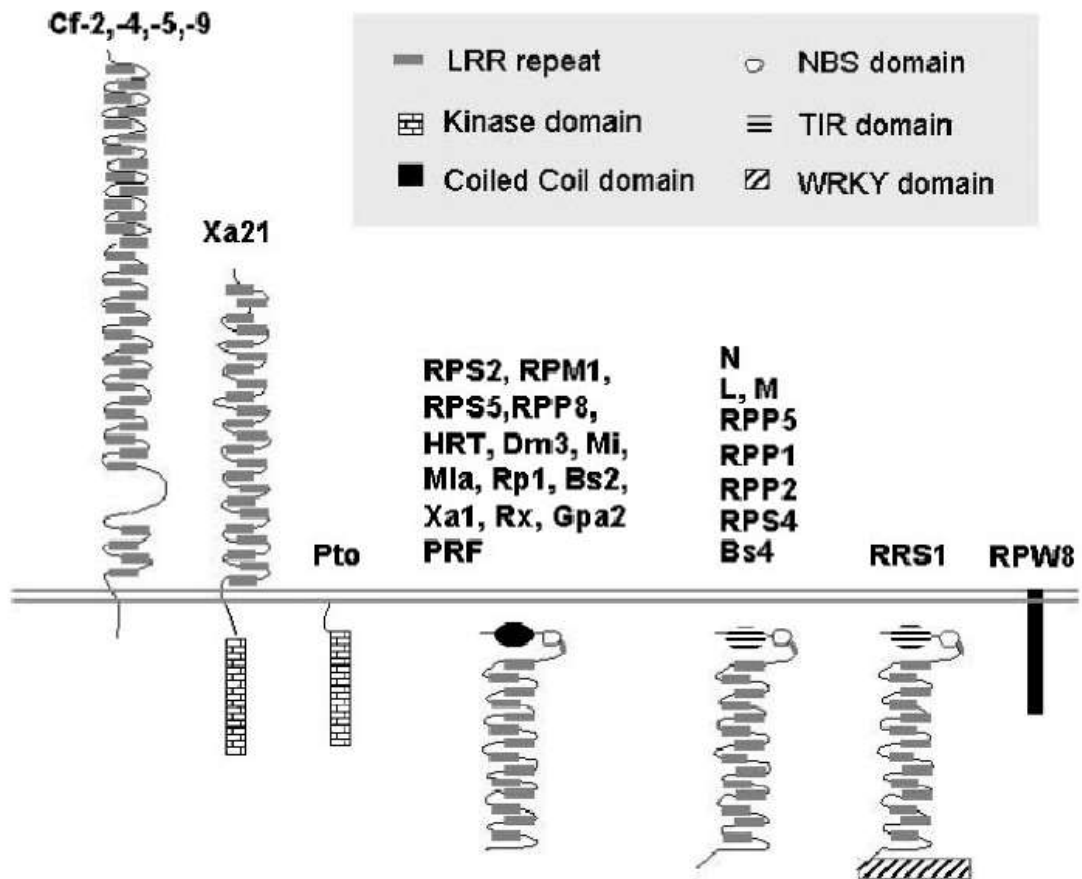 Cf-2,-4,-5,-9
LRR repeat
NBS domain
Kinase domain
TIR domain
Coiled Coil domain
WRKY domain
Xa21
RPS2, RPM1,
RPS5,RPP8,
HRT, Dm3, Mi,
Mla, Rp1, Bs2,
Xa1, Rx, Gpa2
PRF
N
L, M
RPP5
RPP1
RPP2
RPS4
Bs4
Pto
RRS1
RPW8